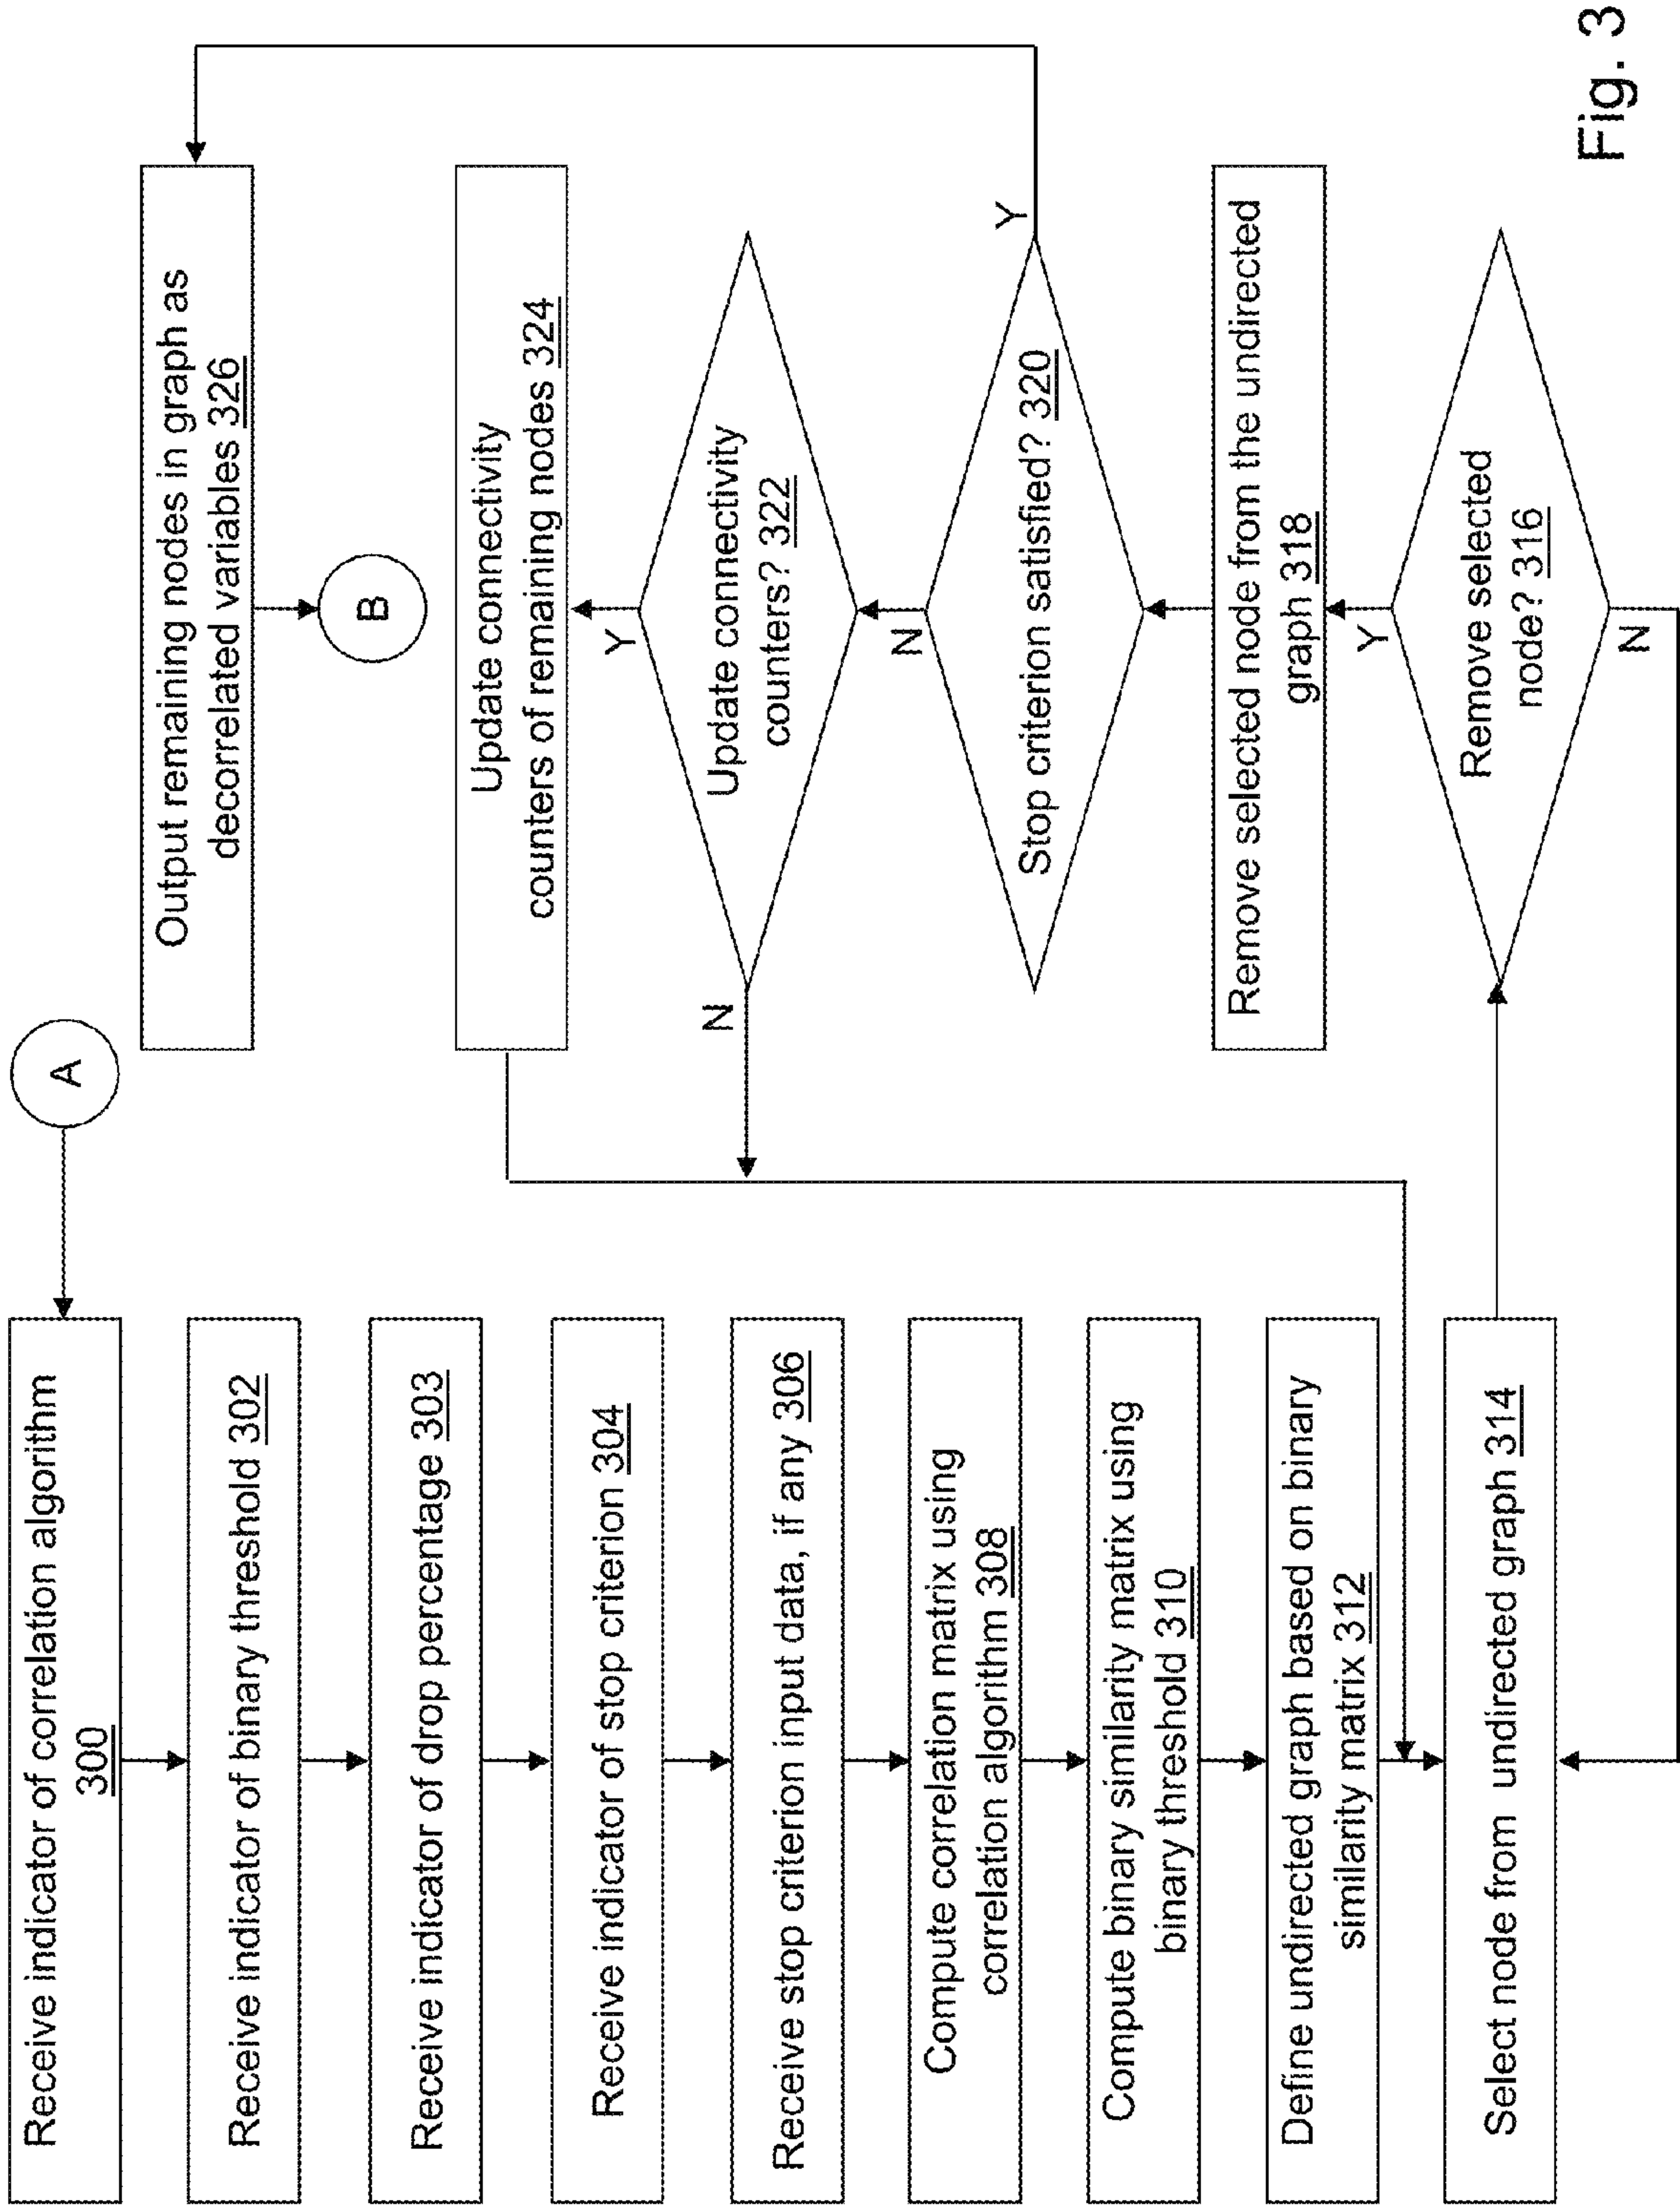 A
Receive indicator of correlation algorithm
300
Receive indicator of binary threshold 302
Receive indicator of drop percentage 303
Receive indicator of stop criterion 304
Receive stop criterion input data, if any 306
Compute correlation matrix using
correlation algorithm 308
Compute binary similarity matrix using
binary threshold 310
Define undirected graph based on binary
similarity matrix 312
Select node from undirected graph 314
Output remaining nodes in graph as
decorrelated variables 326
B
Update connectivity
counters of remaining nodes 324
Y
Update connectivity
counters? 322
N
N
Stop criterion satisfied? 320
Y
Remove selected node from the undirected
graph 318
Y
Remove selected
node? 316
N
Fig. 3